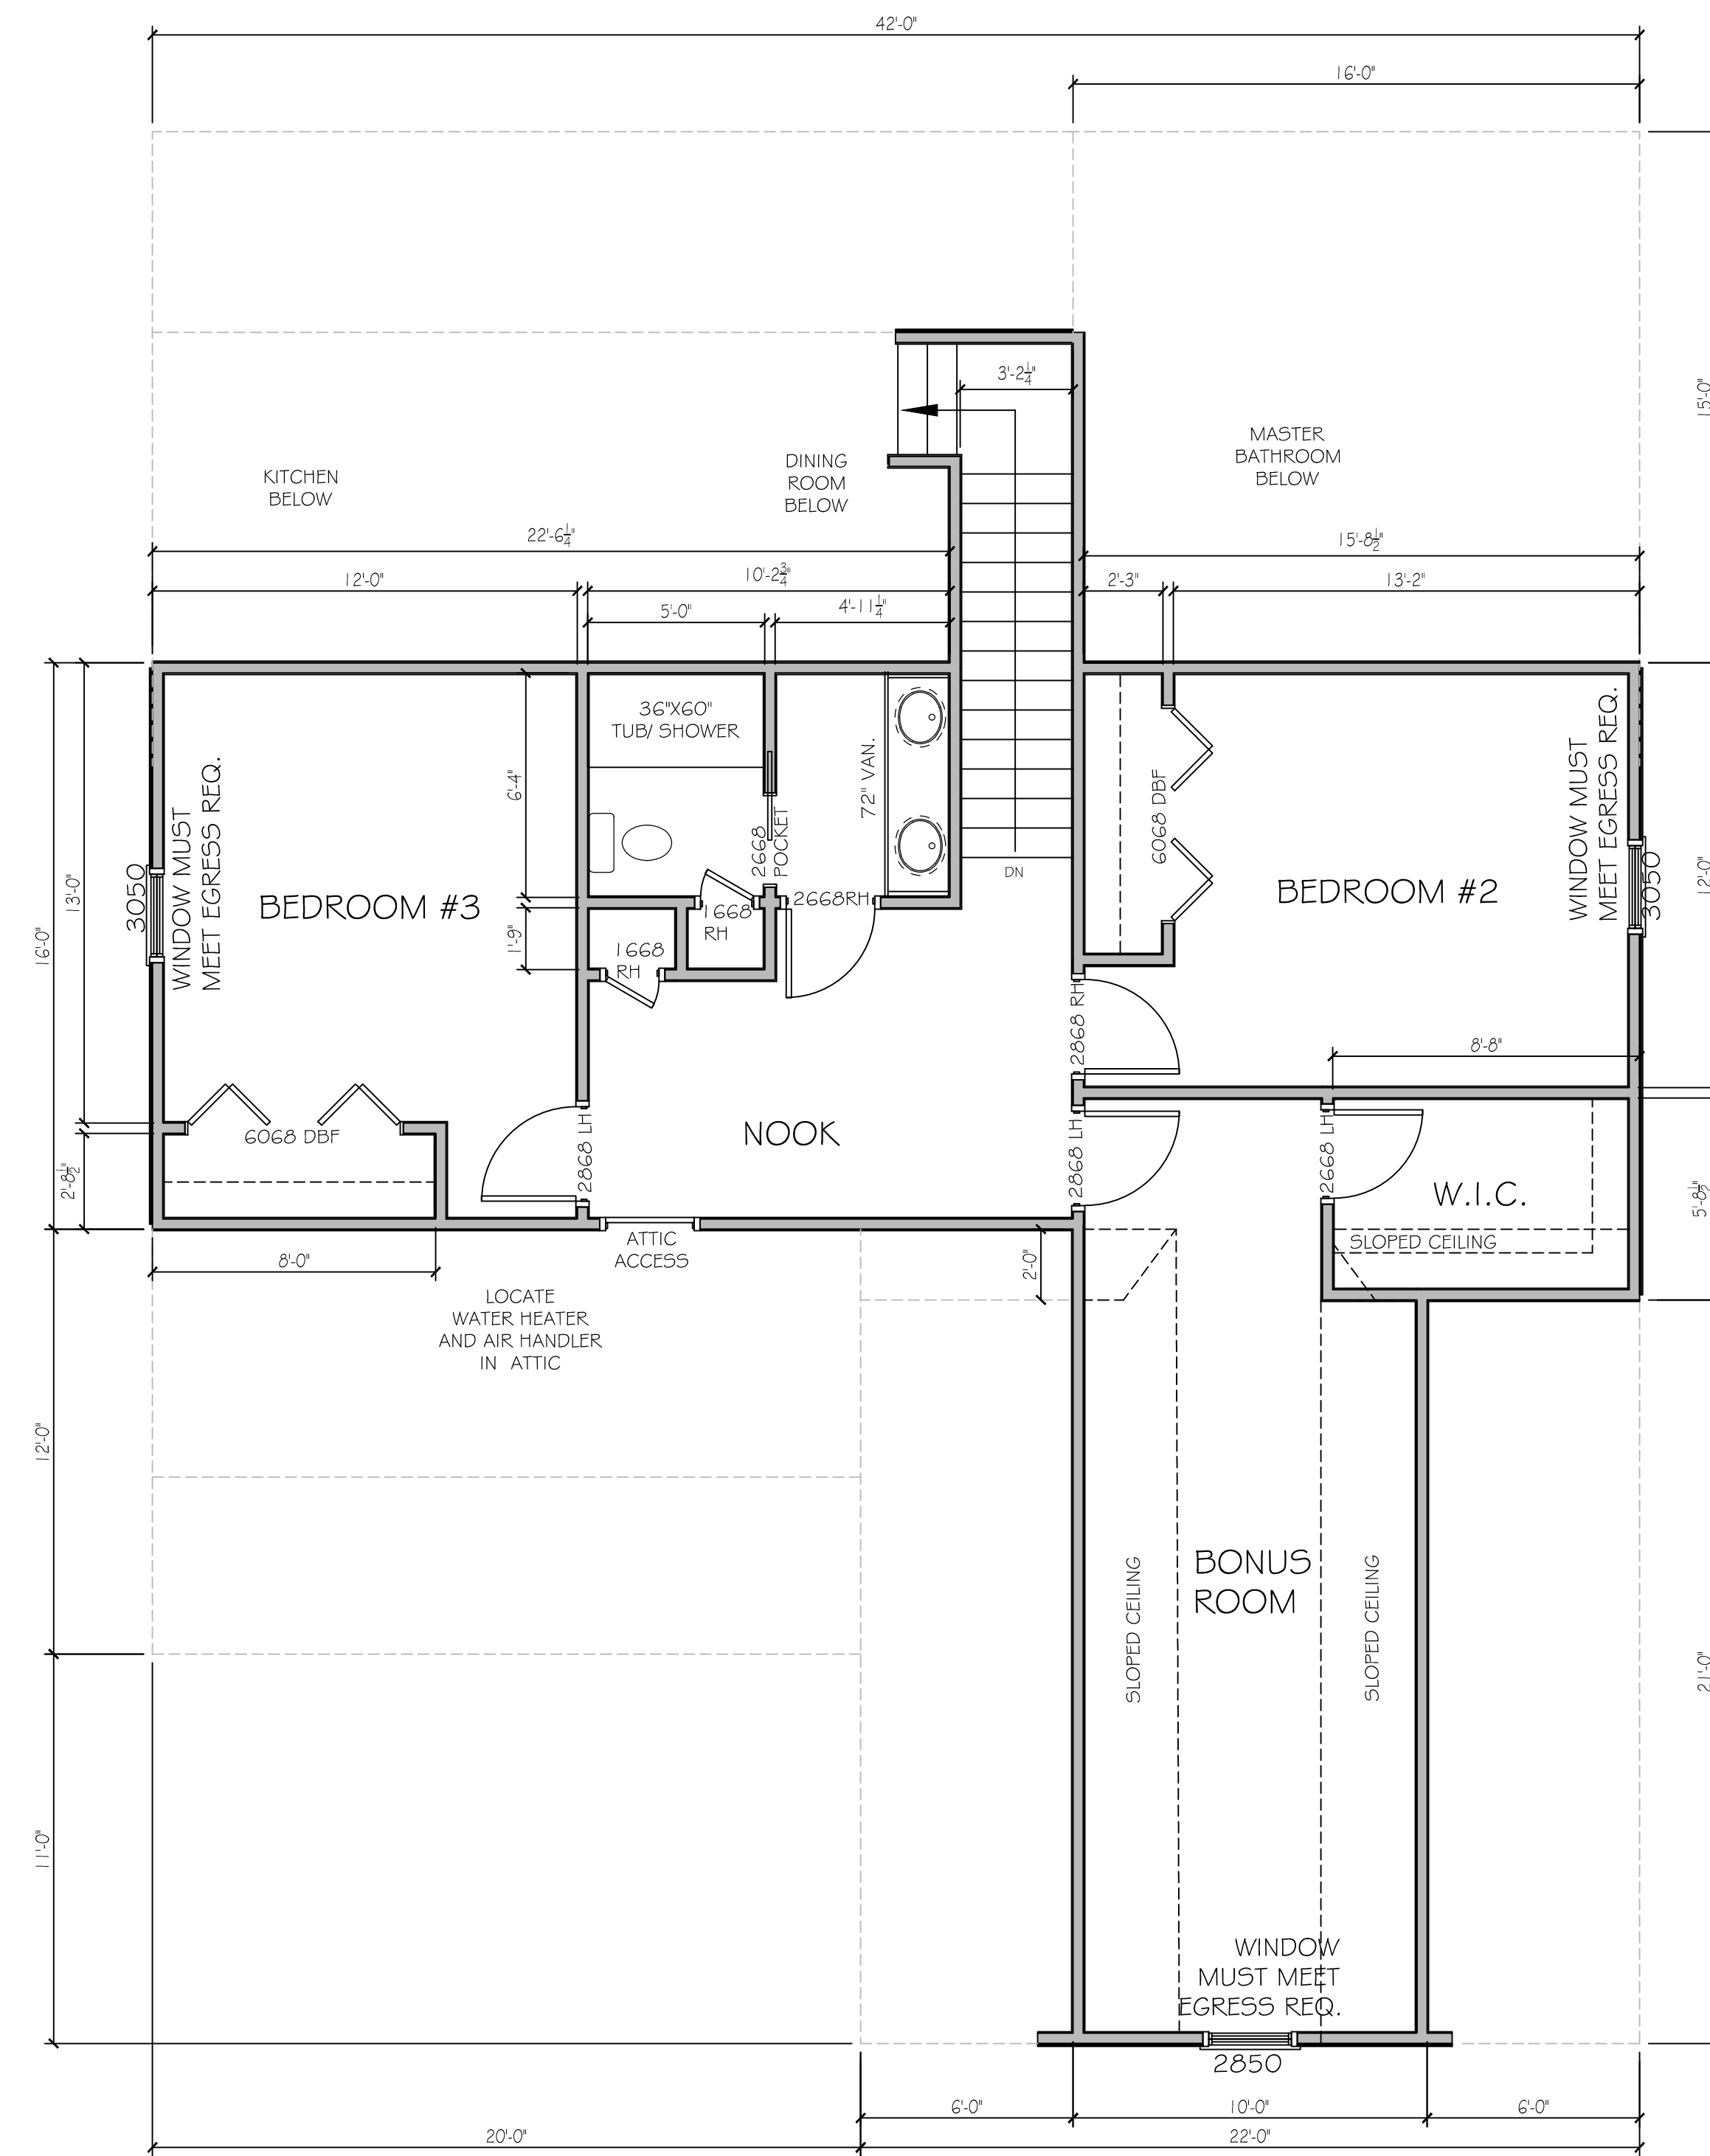 42'-0"
16'-0"
3'-2 1/4"
15'-0"
MASTER
BATHROOM
BELOW
KITCHEN
BELOW
DINING
ROOM
BELOW
22'-6 1/4"
15'-8 1/2"
12'-0"
10'-2 3/4"
2'-3"
13'-2"
5'-0"
4'-11 1/4"
36"X60"
TUB/ SHOWER
6'-4"
72" VAN.
6068 DBF
WINDOW MUST
MEET EGRESS REQ.
3050
12'-0"
2668
POCKET
DN
3050
WINDOW MUST
MEET EGRESS REQ.
13'-0"
16'-0"
BEDROOM #3
BEDROOM #2
2668RH
1668
RH
1'-9"
1668
RH
2868 RH
8'-8"
6068 DBF
2868 LH
NOOK
2868 LH
2668 LH
W.I.C.
2'-8 1/2"
5'-8 1/2"
SLOPED CEILING
ATTIC
ACCESS
8'-0"
2'-0"
LOCATE
WATER HEATER
AND AIR HANDLER
IN ATTIC
12'-0"
BONUS
ROOM
SLOPED CEILING
SLOPED CEILING
21'-0"
11'-0"
WINDOW
MUST MEET
EGRESS REQ.
2850
6'-0"
10'-0"
6'-0"
20'-0"
22'-0"